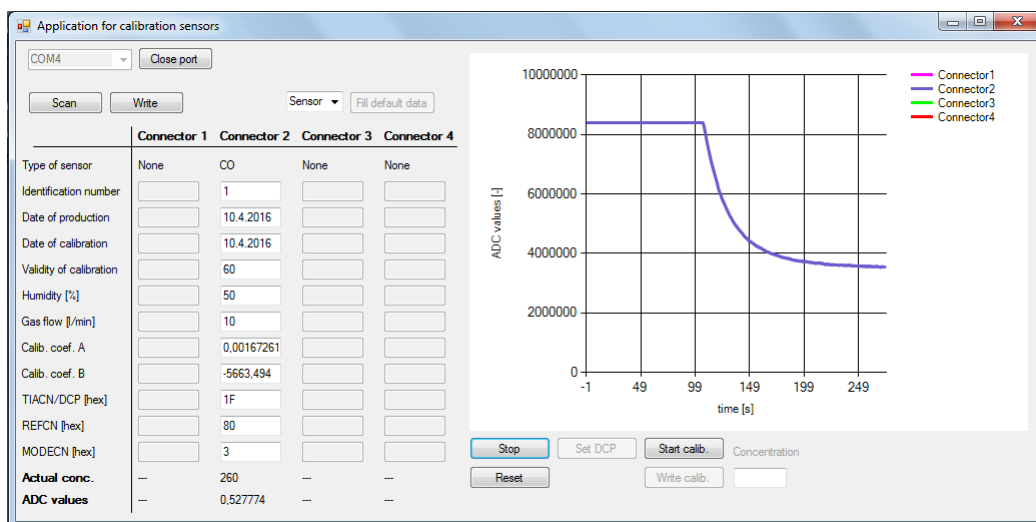 Application for calibration sensors
COM4 Close port
Scan Write Sensor Fill default data
Connector 1 Connector 2 Connector 3 Connector 4
Type of sensor None CO None None
Identification number 1
Date of production 10.4.2016
Date of calibration 10.4.2016
Validity of calibration 60
Humidity [%] 50
Gas flow [l/min] 10
Calib. coef. A 0,00167261
Calib. coef. B -5663,494
TIACN/DCP [hex] 1F
REFCN [hex] 80
MODECN [hex] 3
Actual conc. --- 260 --- ---
ADC values --- 0,527774 --- ---
10000000
8000000
6000000
4000000
2000000
0
ADC values [-]
-1 49 99 149 199 249
time [s]
Connector1
Connector2
Connector3
Connector4
Stop Set DCP Start calib. Concentration
Reset Write calib.